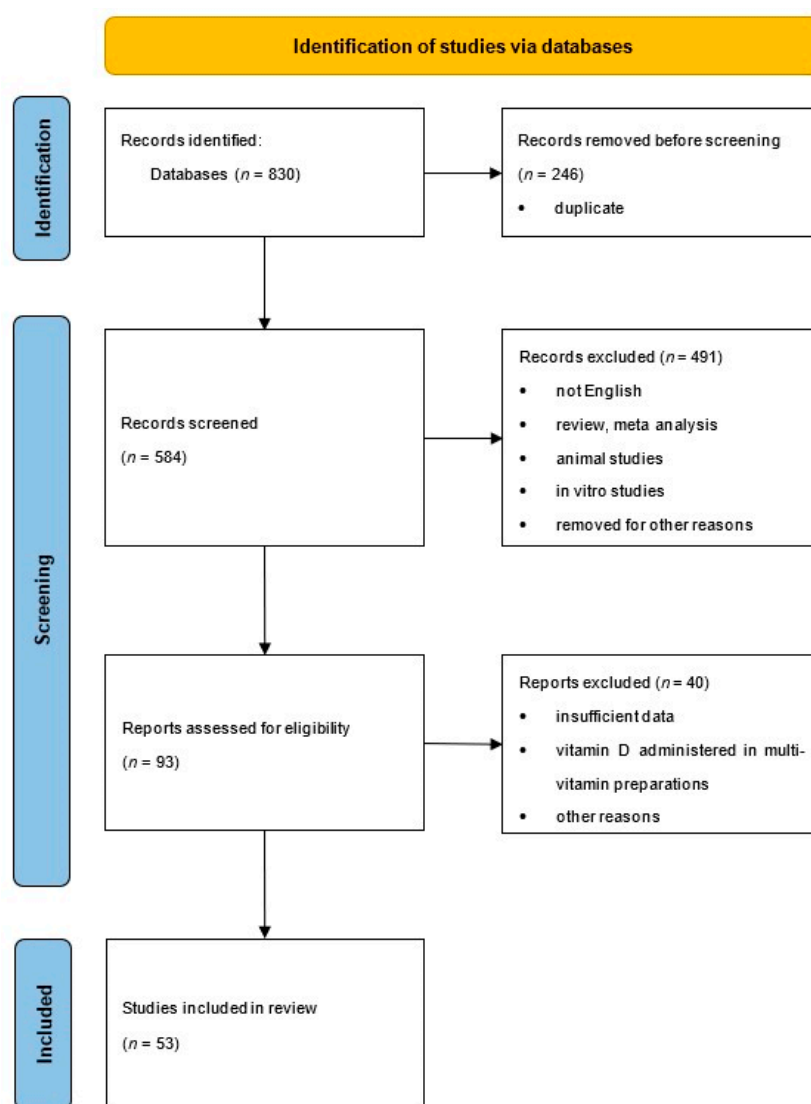 Identification of studies via databases
Identification
Records identified:
Databases (n = 830)
Records removed before screening
(n = 246)
• duplicate
Screening
Records screened
(n = 584)
Records excluded (n = 491)
• not English
• review, meta analysis
• animal studies
• in vitro studies
• removed for other reasons
Reports assessed for eligibility
(n = 93)
Reports excluded (n = 40)
• insufficient data
• vitamin D administered in multi-
vitamin preparations
• other reasons
Included
Studies included in review
(n = 53)